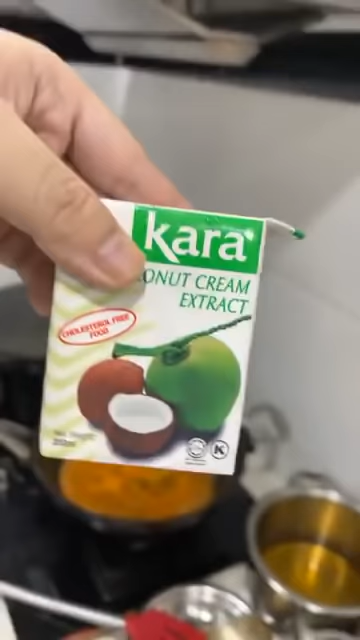 kara
ONUT CREAM
EXTRACT
CHOLESTEROL FREE
FOOD
K